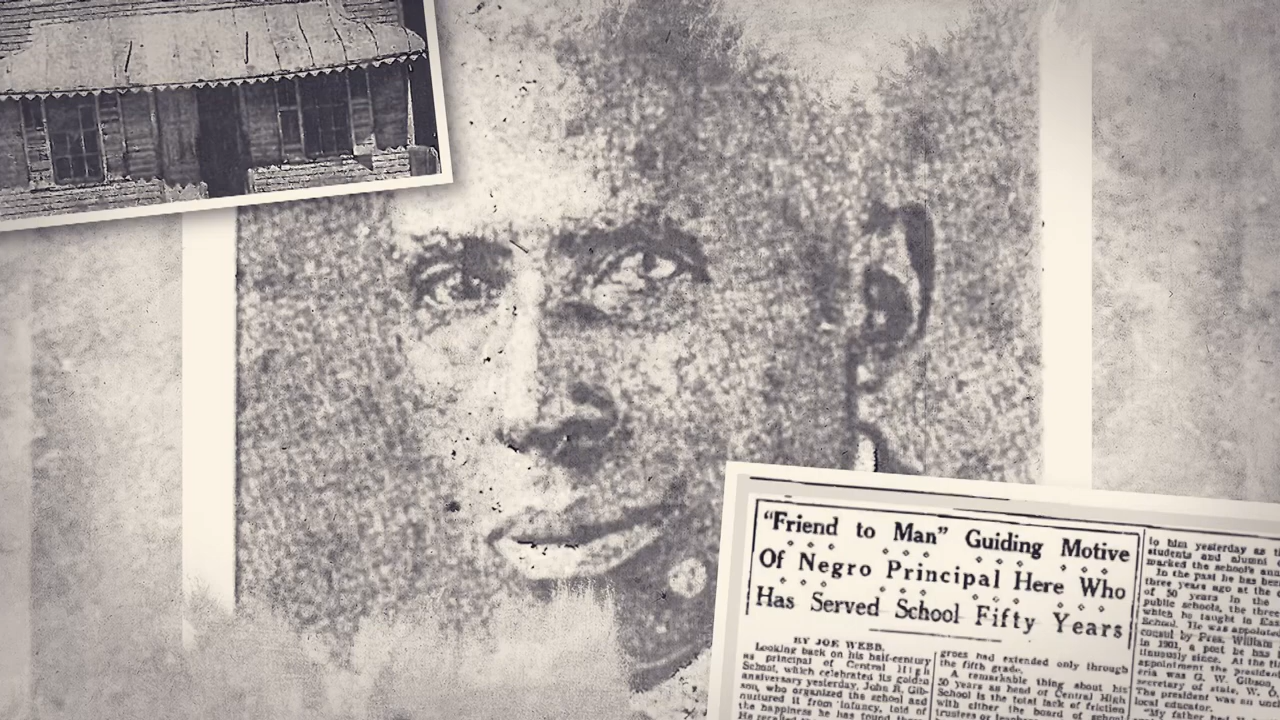 "Friend to Man" Guiding Motive
Of Negro Principal Here Who
Has Served School Fifty Years
BY JOE WEBB.
Looking back on his half-century
as principal of Central High
School, which celebrated its golden
anniversary yesterday, John R. Gib-
son, who organized the school and
nurtured it from infancy, told of
the happiness he has found
He recalled
groes had extended only through
the fifth grade.
A remarkable thing about his
50 years as head of Central High
School is the total lack of friction
with either the board of
trustees or
to him yesterday as
students and alumni
marked the school's
In the past he has been
three years ago at the
of 50 years in the
public schools, the three
which he taught in
School. He was appointed
consul by Pres. William
in 1901, a post he has
tinuously since. At the
appointment the president
eria was G. W. Gibson,
secretary of state, W.
The president was an
local educator.
"My father